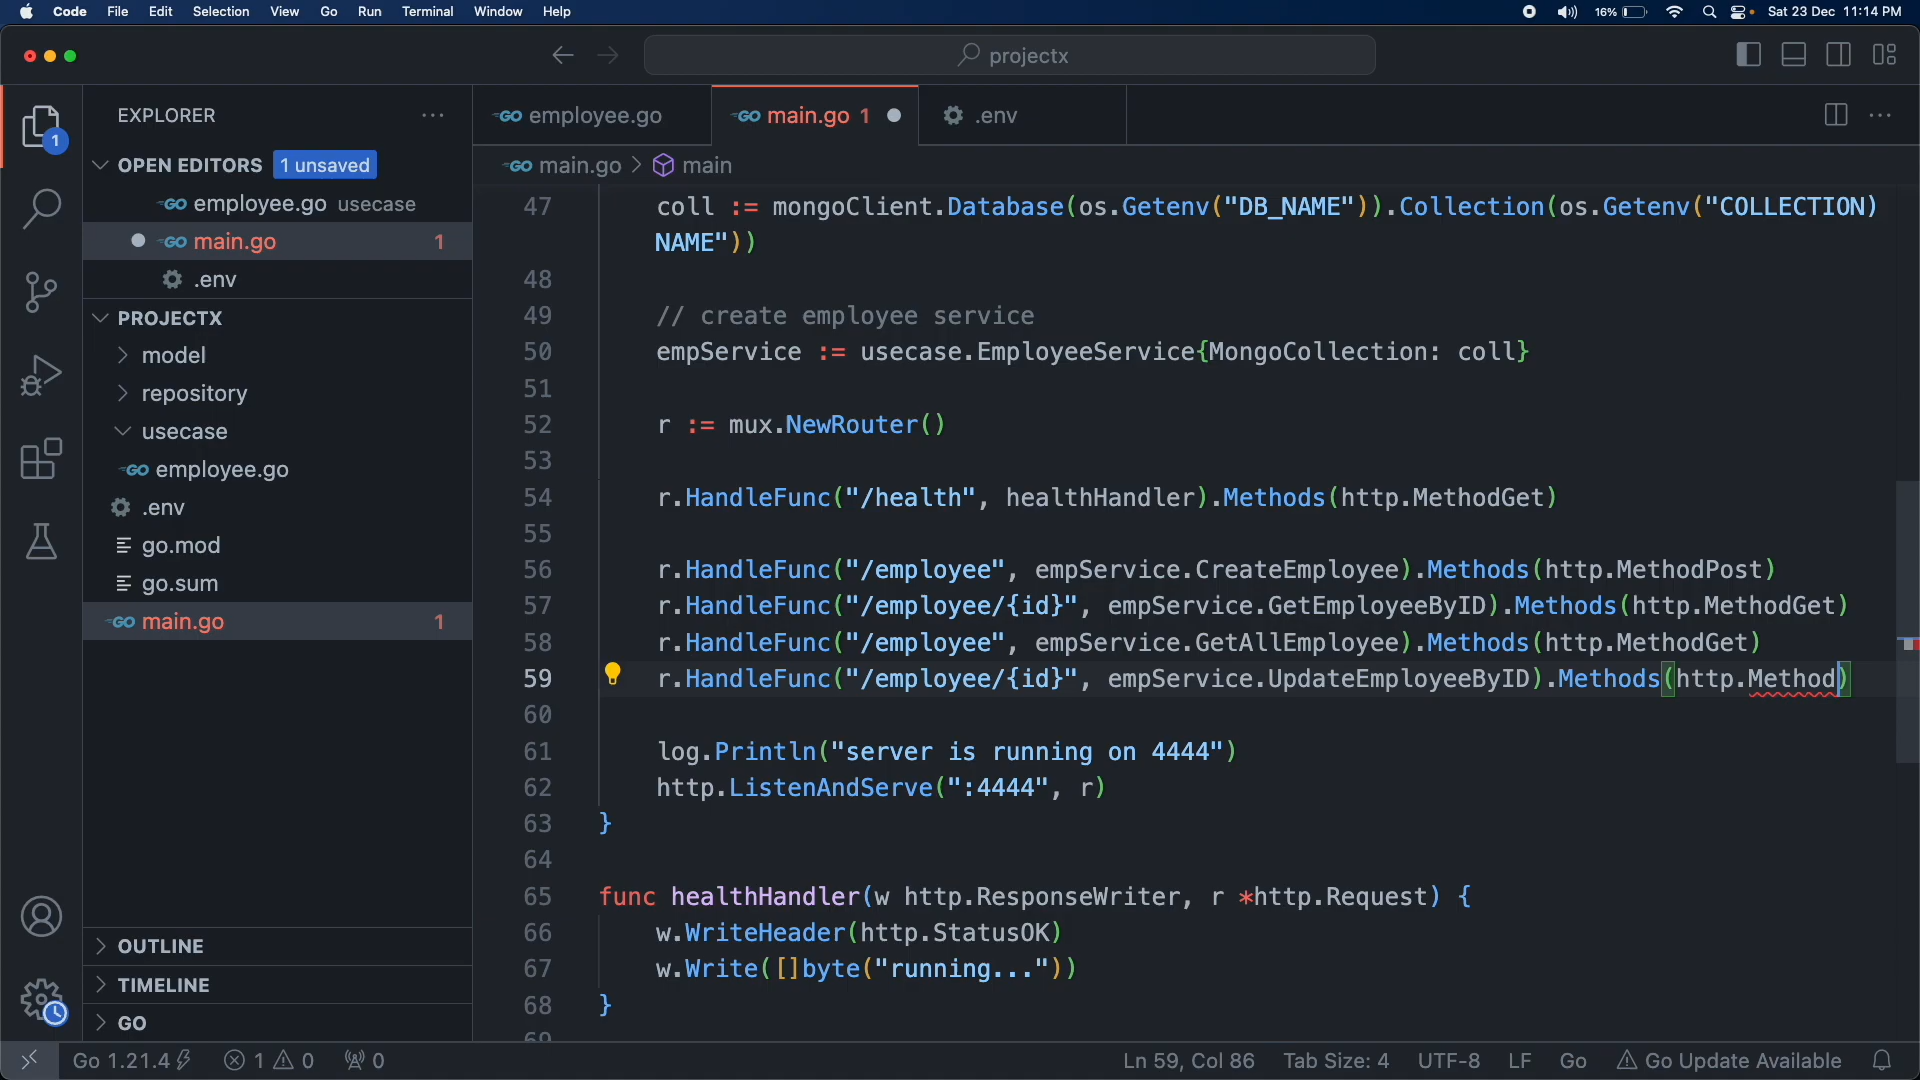 Code File Edit Selection View Go Run Terminal Window Help 16% Sat 23 Dec 11:14 PM
projectx
EXPLORER
OPEN EDITORS 1 unsaved
GO employee.go usecase
GO main.go 1
.env
PROJECTX
model
repository
usecase
GO employee.go
.env
go.mod
go.sum
GO main.go 1
OUTLINE
TIMELINE
GO
1
GO employee.go GO main.go 1 .env
GO main.go > main
47 coll := mongoClient.Database(os.Getenv("DB_NAME")).Collection(os.Getenv("COLLECTION)
NAME"))
48
49 // create employee service
50 empService := usecase.EmployeeService{MongoCollection: coll}
51
52 r := mux.NewRouter()
53
54 r.HandleFunc("/health", healthHandler).Methods(http.MethodGet)
55
56 r.HandleFunc("/employee", empService.CreateEmployee).Methods(http.MethodPost)
57 r.HandleFunc("/employee/{id}", empService.GetEmployeeByID).Methods(http.MethodGet)
58 r.HandleFunc("/employee", empService.GetAllEmployee).Methods(http.MethodGet)
59 r.HandleFunc("/employee/{id}", empService.UpdateEmployeeByID).Methods(http.Method)
60
61 log.Println("server is running on 4444")
62 http.ListenAndServe(":4444", r)
63 }
64
65 func healthHandler(w http.ResponseWriter, r *http.Request) {
66 w.WriteHeader(http.StatusOK)
67 w.Write([]byte("running..."))
68 }
69
Go 1.21.4 1 0 0 Ln 59, Col 86 Tab Size: 4 UTF-8 LF Go Go Update Available